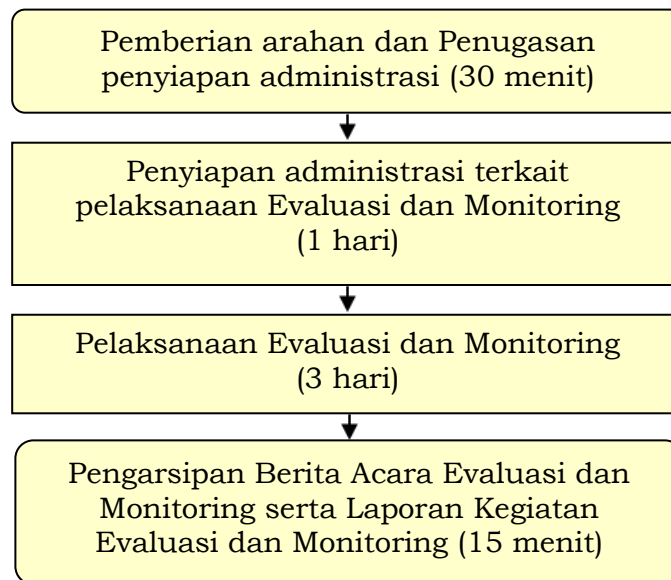 Pemberian arahan dan Penugasan
penyiapan administrasi (30 menit)
Penyiapan administrasi terkait
pelaksanaan Evaluasi dan Monitoring
(1 hari)
Pelaksanaan Evaluasi dan Monitoring
(3 hari)
Pengarsipan Berita Acara Evaluasi dan
Monitoring serta Laporan Kegiatan
Evaluasi dan Monitoring (15 menit)